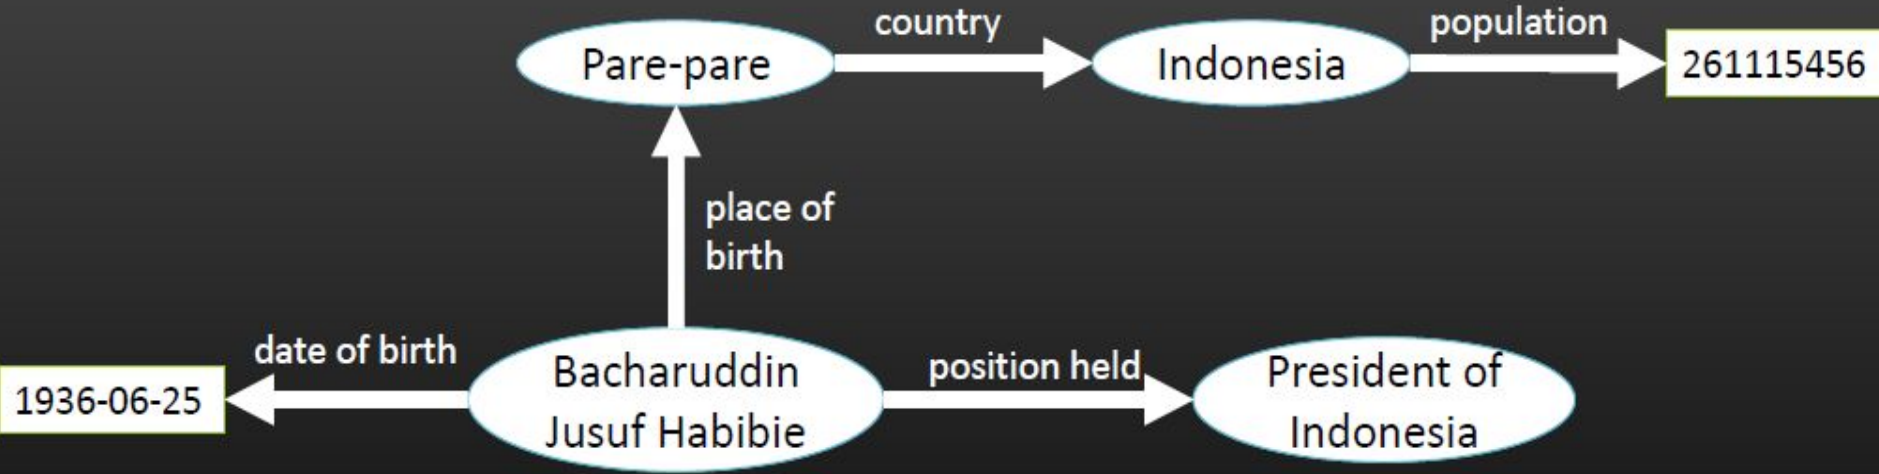 country
population
Pare-pare
Indonesia
261115456
place of
birth
date of birth
Bacharuddin
Jusuf Habibie
position held
President of
Indonesia
1936-06-25